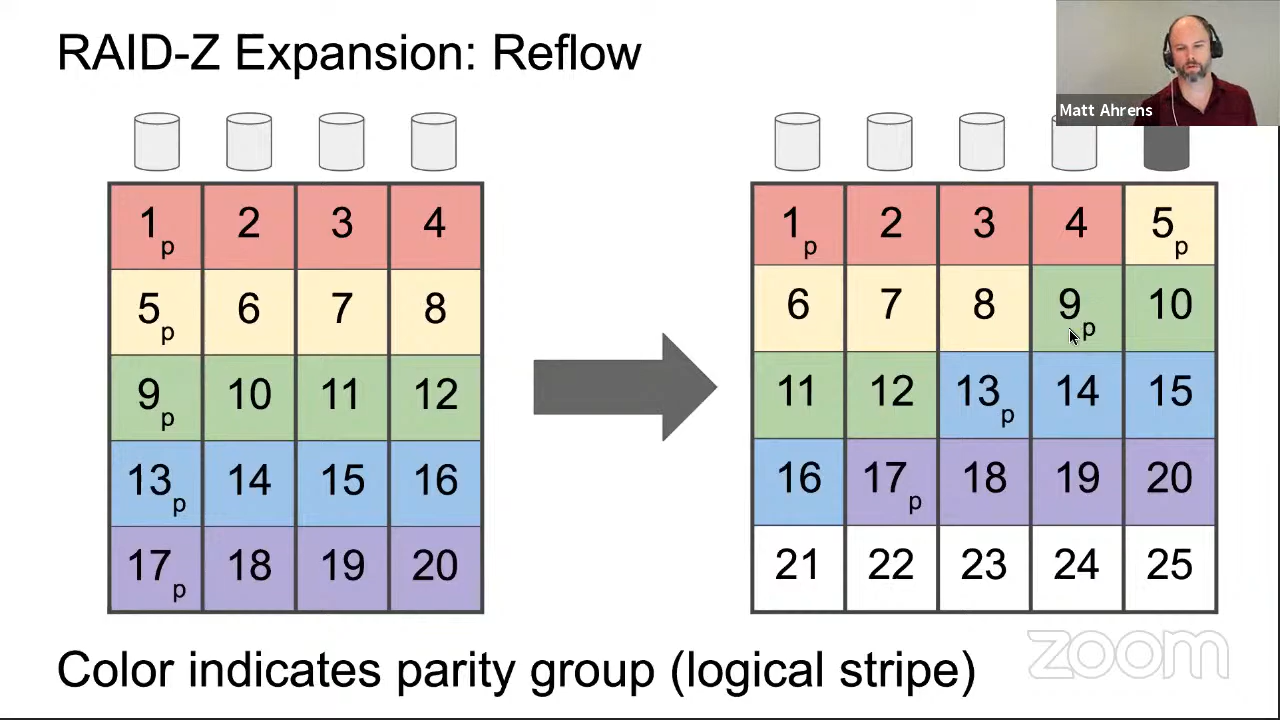 RAID-Z Expansion: Reflow
Matt Ahrens
1p 2 3 4
5p 6 7 8
9p 10 11 12
13p 14 15 16
17p 18 19 20
1p 2 3 4 5p
6 7 8 9p 10
11 12 13p 14 15
16 17p 18 19 20
21 22 23 24 25
Color indicates parity group (logical stripe)
zoom